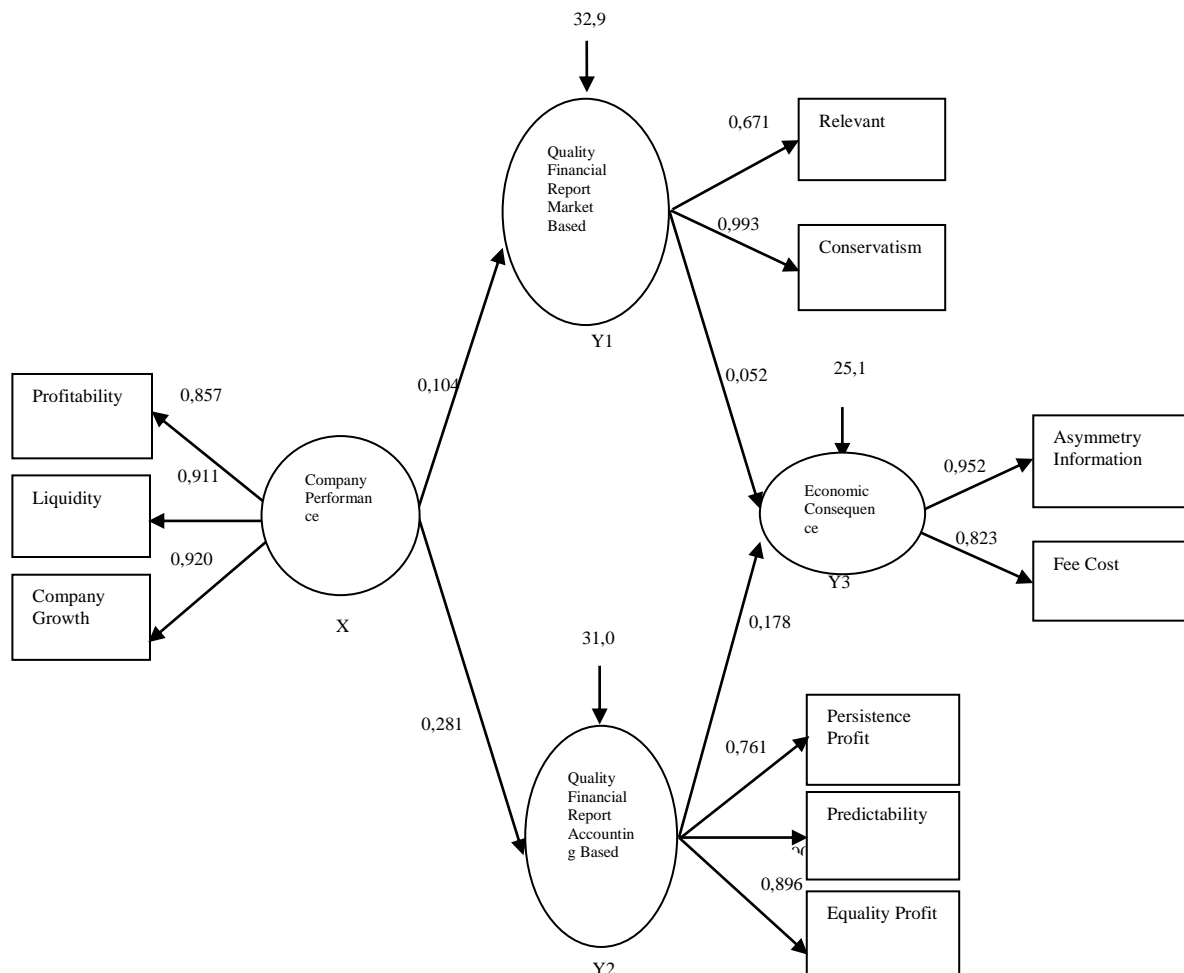 32,9
Quality
Financial
Report
Market
Based
Y1
0,671
Relevant
0,993
Conservatism
0,104
0,052
25,1
Profitability
0,857
Liquidity
0,911
Company
Growth
0,920
Company
Performan
ce
X
Economic
Consequen
ce
Y3
0,952
Asymmetry
Information
0,823
Fee Cost
0,281
0,178
31,0
Quality
Financial
Report
Accountin
g Based
Y2
0,761
Persistence
Profit
Predictability
0,896
Equality Profit